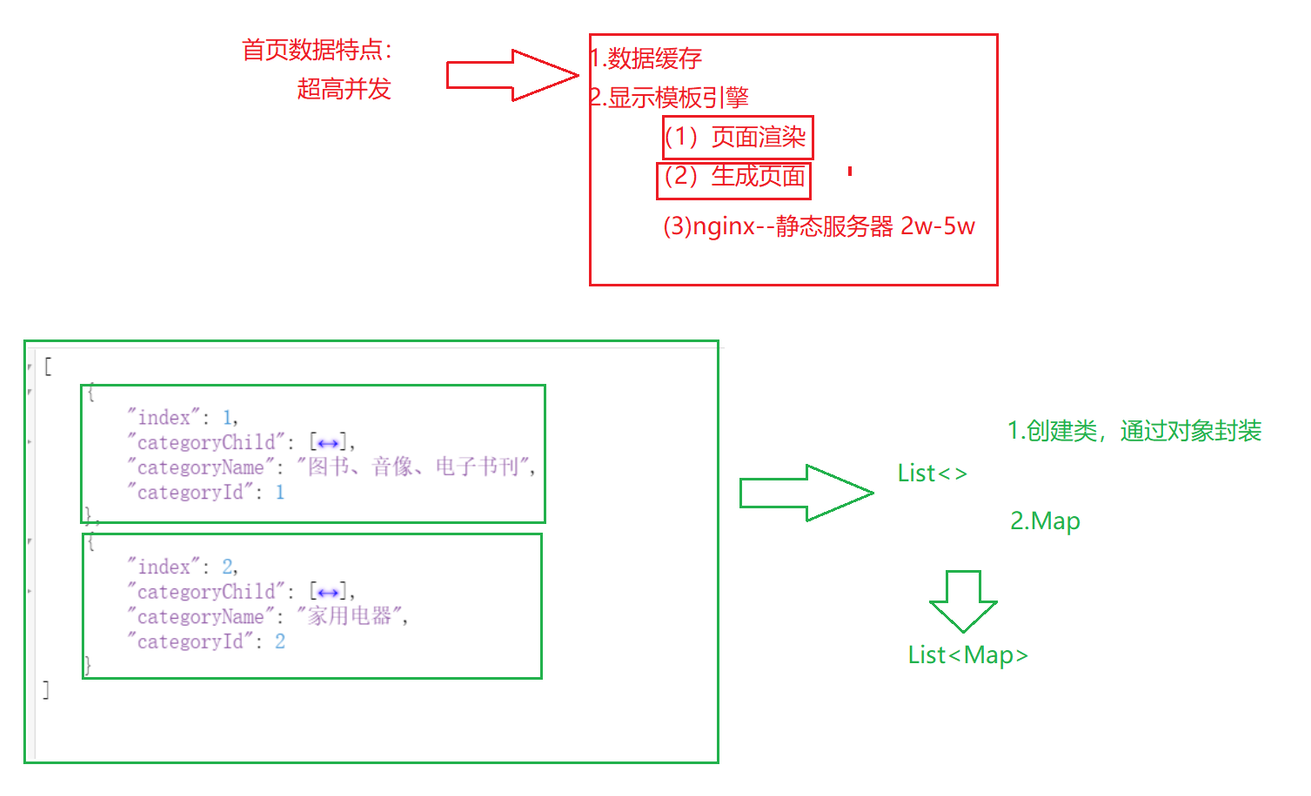 首页数据特点：
超高并发
1.数据缓存
2.显示模板引擎
(1）页面渲染
(2）生成页面
(3)nginx--静态服务器 2w-5w
[
{
"index": 1,
"categoryChild": [↔],
"categoryName": "图书、音像、电子书刊",
"categoryId": 1
},
{
"index": 2,
"categoryChild": [↔],
"categoryName": "家用电器",
"categoryId": 2
}
]
1.创建类，通过对象封装
List<>
2.Map
List<Map>